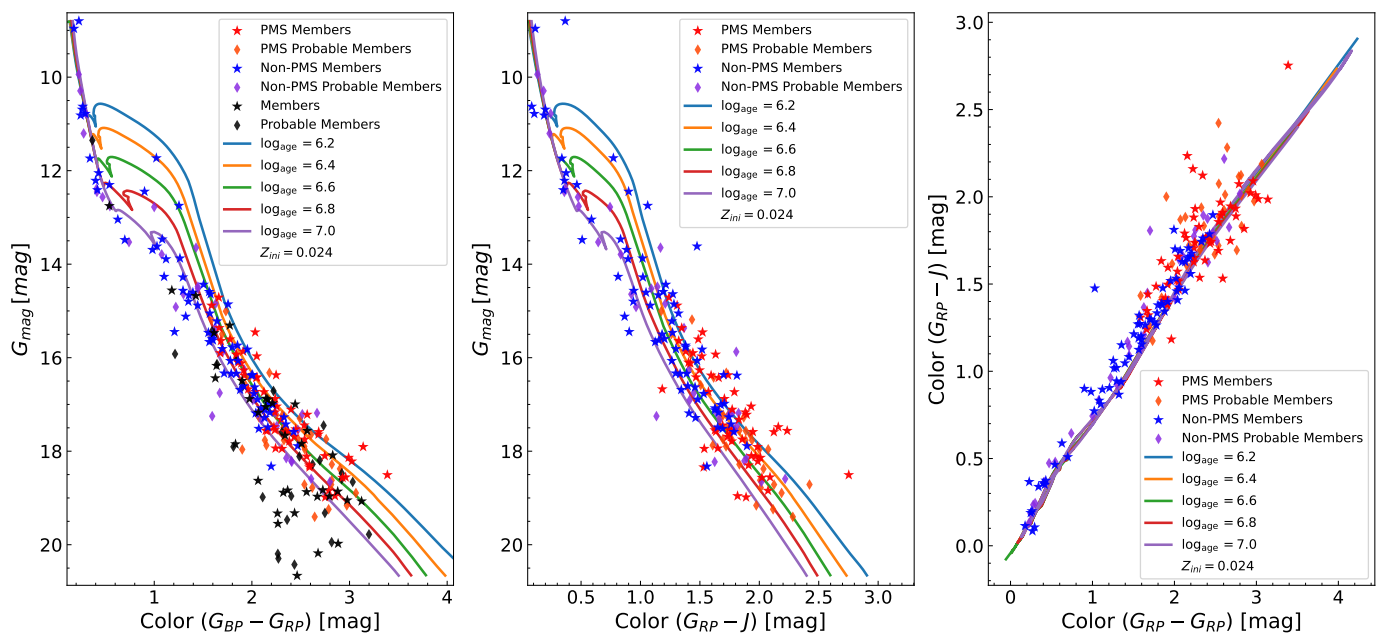 PMS Members
PMS Probable Members
Non-PMS Members
Non-PMS Probable Members
Members
Probable Members
log_age = 6.2
log_age = 6.4
log_age = 6.6
log_age = 6.8
log_age = 7.0
Z_ini = 0.024
10
12
14
16
18
20
G_mag [mag]
1
2
3
4
Color (G_BP − G_RP) [mag]
PMS Members
PMS Probable Members
Non-PMS Members
Non-PMS Probable Members
log_age = 6.2
log_age = 6.4
log_age = 6.6
log_age = 6.8
log_age = 7.0
Z_ini = 0.024
10
12
14
16
18
20
G_mag [mag]
0.5
1.0
1.5
2.0
2.5
3.0
Color (G_RP − J) [mag]
3.0
2.5
2.0
1.5
1.0
0.5
0.0
Color (G_RP − J) [mag]
PMS Members
PMS Probable Members
Non-PMS Members
Non-PMS Probable Members
log_age = 6.2
log_age = 6.4
log_age = 6.6
log_age = 6.8
log_age = 7.0
Z_ini = 0.024
0
1
2
3
4
Color (G_RP − G_RP) [mag]